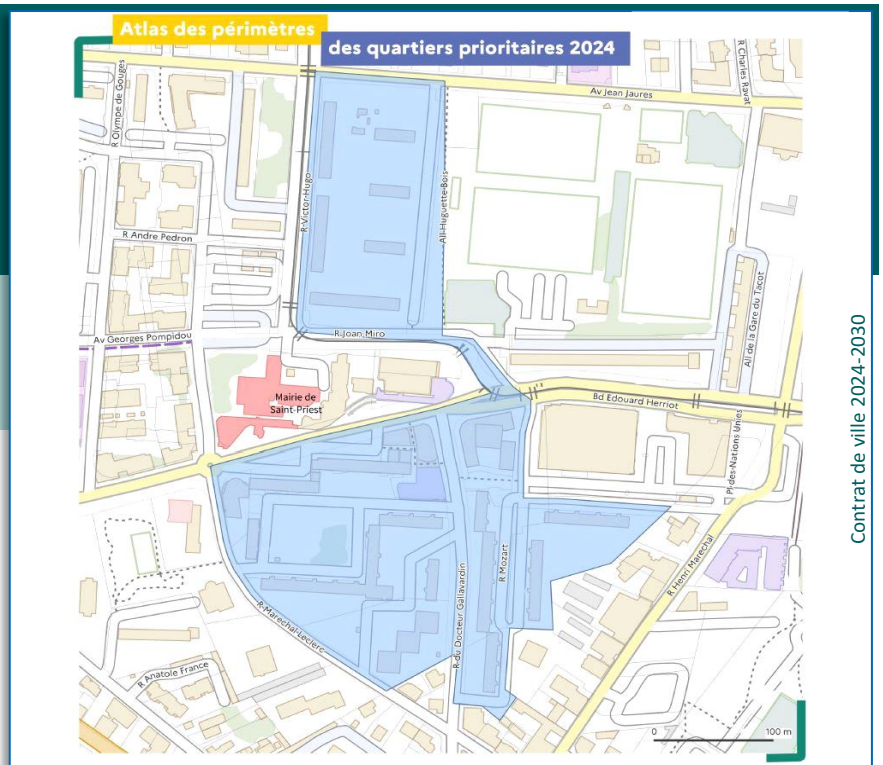 Atlas des périmètres
des quartiers prioritaires 2024
R Olympe de Gouges
R Charles Ravat
Av Jean Jaures
R Victor Hugo
All Huguette Bois
R Andre Pedron
Av Georges Pompidou
R Joan Miro
All de la Gare du Tacot
Mairie de
Saint-Priest
Bd Edouard Herriot
Pl des Nations Unies
R Mozart
R du Docteur Gallavardin
R Henri Marechal
R Marechal Leclerc
R Anatole France
0 100 m
Contrat de ville 2024-2030